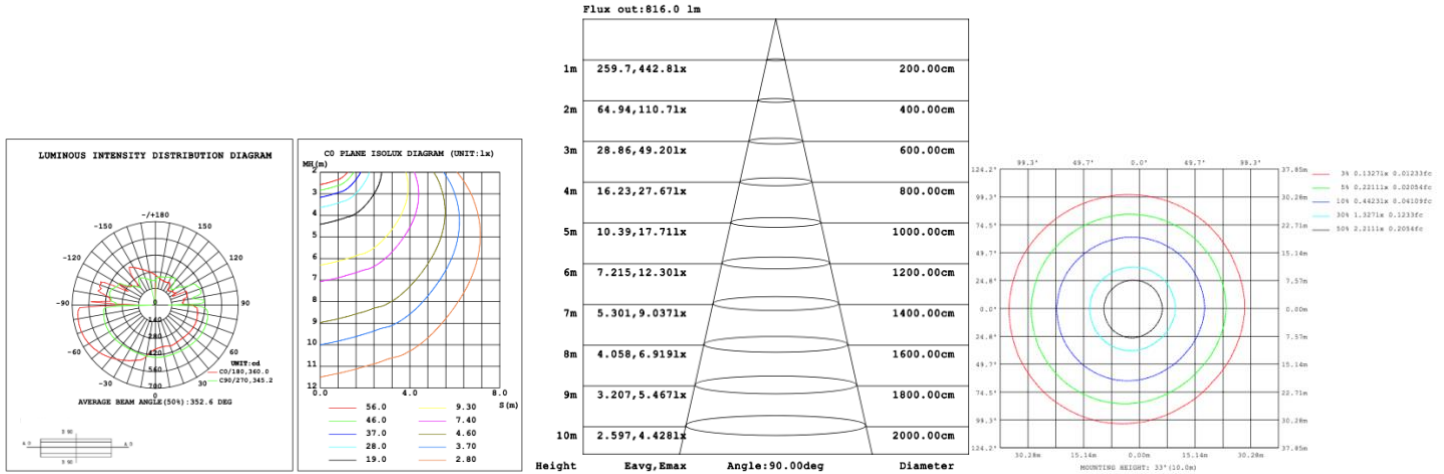 LUMINOUS INTENSITY DISTRIBUTION DIAGRAM
-/+180
-150 150
-120 120
-90 90
-60 60
-30 30
0
0
140
280
420
560
700
UNIT:cd
C0/180,360.0
C90/270,345.2
AVERAGE BEAM ANGLE(50%):352.6 DEG
C0 PLANE ISOLUX DIAGRAM (UNIT:lx)
MH(m)
2
3
4
5
6
7
8
9
10
11
12
4.0 8.0
S(m)
56.0 9.30
46.0 7.40
37.0 4.60
28.0 3.70
19.0 2.80
Flux out:816.0 lm
1m 259.7,442.8lx 200.00cm
2m 64.94,110.7lx 400.00cm
3m 28.86,49.20lx 600.00cm
4m 16.23,27.67lx 800.00cm
5m 10.39,17.71lx 1000.00cm
6m 7.215,12.30lx 1200.00cm
7m 5.301,9.037lx 1400.00cm
8m 4.058,6.919lx 1600.00cm
9m 3.207,5.467lx 1800.00cm
10m 2.597,4.428lx 2000.00cm
Height Eavg,Emax Angle:90.00deg Diameter
99.3' 49.7' 0.0' 49.7' 99.3'
124.2' 37.85m
99.3' 30.28m
74.5' 22.71m
49.7' 15.14m
24.8' 7.57m
0.0' 0.00m
24.8' 7.57m
49.7' 15.14m
74.5' 22.71m
99.3' 30.28m
124.2' 37.85m
30.28m 15.14m 0.00m 15.14m 30.28m
MOUNTING HEIGHT: 33'(10.0m)
3% 0.1327lx 0.01233fc
5% 0.2211lx 0.02054fc
10% 0.4423lx 0.04109fc
30% 1.327lx 0.1233fc
50% 2.211lx 0.2054fc